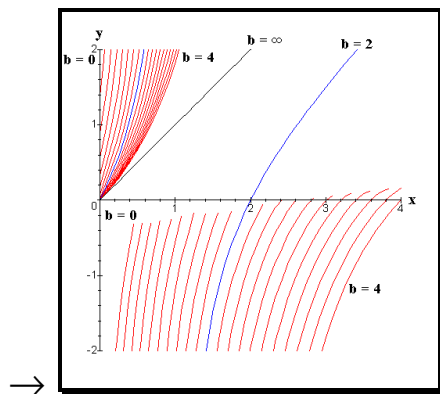 y
b = ∞
b = 2
2
b = 0
b = 4
1
0
1
2
3
4
x
b = 0
-1
b = 4
-2
→